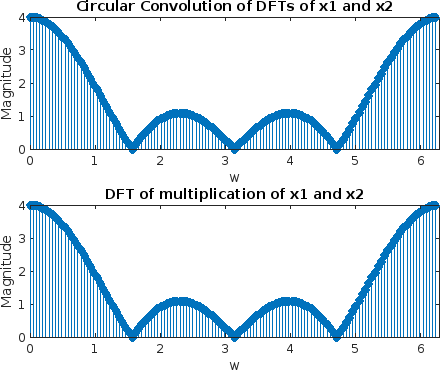 Circular Convolution of DFTs of x1 and x2
4
3
2
1
0
Magnitude
0 1 2 3 4 5 6
w
DFT of multiplication of x1 and x2
4
3
2
1
0
Magnitude
0 1 2 3 4 5 6
w